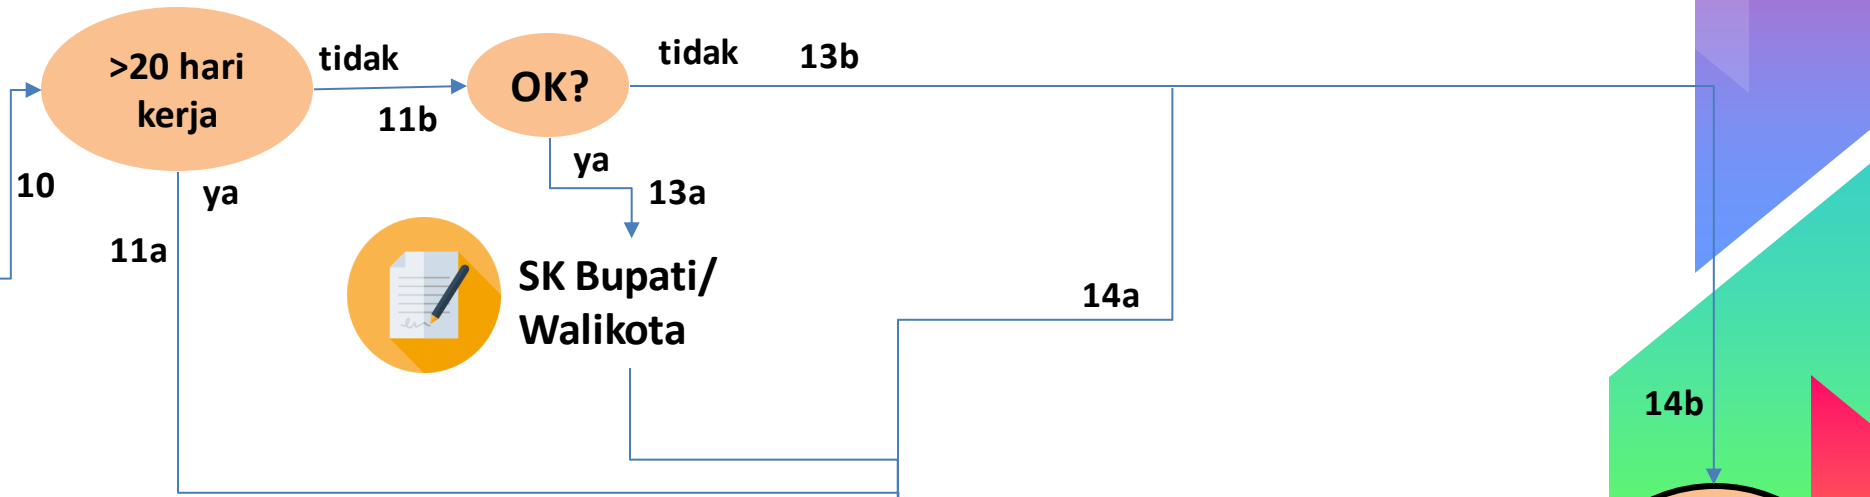 >20 hari
kerja
tidak
11b
OK?
tidak
13b
10
ya
11a
ya
13a
SK Bupati/
Walikota
14a
14b